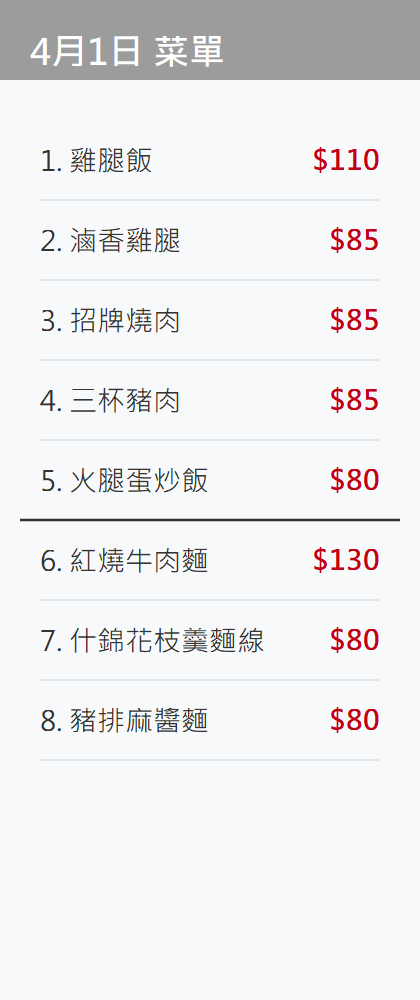 4月1日 菜單
1. 雞腿飯 $110
2. 滷香雞腿 $85
3. 招牌燒肉 $85
4. 三杯豬肉 $85
5. 火腿蛋炒飯 $80
6. 紅燒牛肉麵 $130
7. 什錦花枝羹麵線 $80
8. 豬排麻醬麵 $80